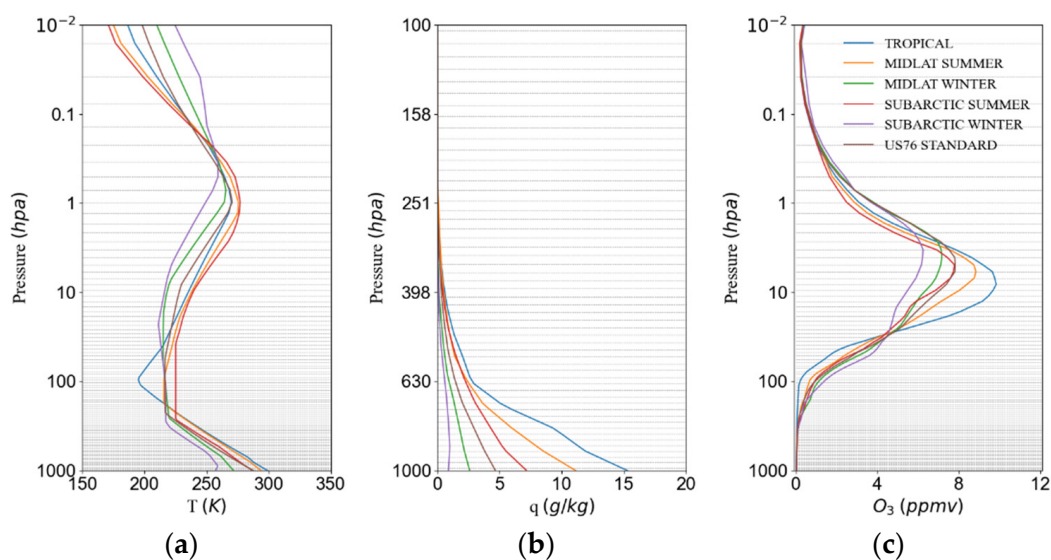 10⁻²
0.1
1
10
100
1000
Pressure (hpa)
150 200 250 300 350
T (K)
(a)
100
158
251
398
630
1000
Pressure (hpa)
0 5 10 15 20
q (g/kg)
(b)
10⁻²
0.1
1
10
100
1000
Pressure (hpa)
0 4 8 12
O₃ (ppmv)
(c)
TROPICAL
MIDLAT SUMMER
MIDLAT WINTER
SUBARCTIC SUMMER
SUBARCTIC WINTER
US76 STANDARD